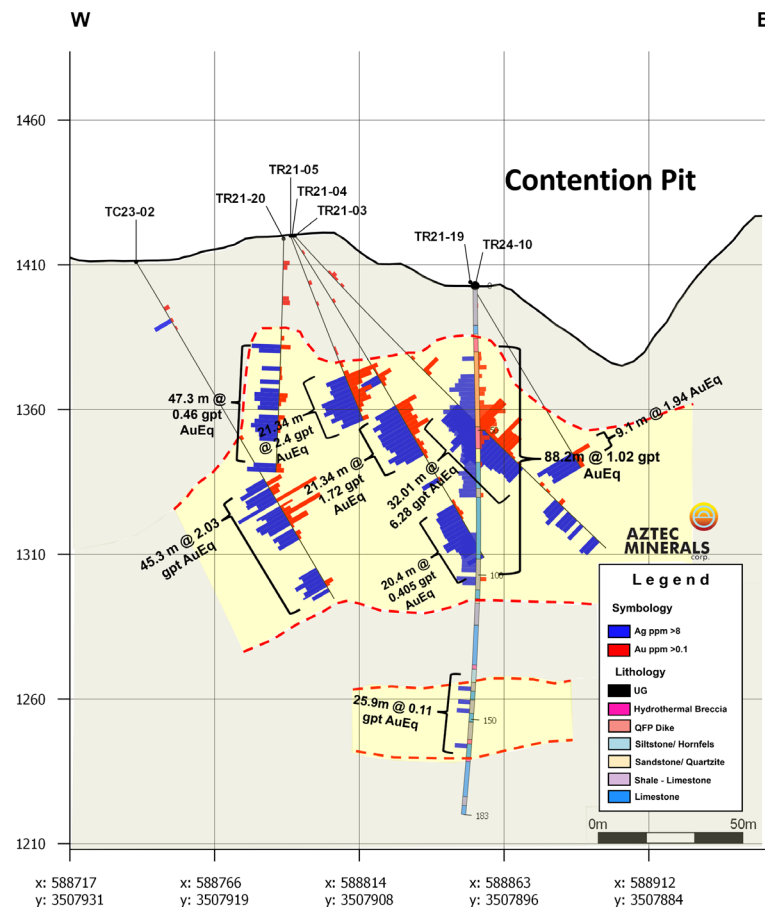 W
E
1460
Contention Pit
TR21-05
TR21-04
TR21-20
TR21-03
TC23-02
TR21-19
TR24-10
1410
0
1360
47.3 m @
0.46 gpt
AuEq
21.34 m
@ 2.4 gpt
AuEq
21.34 m @
1.72 gpt
AuEq
32.01 m @
6.28 gpt AuEq
50
88.2m @ 1.02 gpt
AuEq
9.1 m @ 1.94 AuEq
45.3 m @ 2.03
gpt AuEq
20.4 m @
0.405 gpt
AuEq
100
1310
AZTEC
MINERALS
corp.
Legend
Symbology
Ag ppm >8
Au ppm >0.1
Lithology
UG
Hydrothermal Breccia
QFP Dike
Siltstone/ Hornfels
Sandstone/ Quartzite
Shale - Limestone
Limestone
1260
25.9m @ 0.11
gpt AuEq
150
183
0m
50m
1210
x: 588717
y: 3507931
x: 588766
y: 3507919
x: 588814
y: 3507908
x: 588863
y: 3507896
x: 588912
y: 3507884